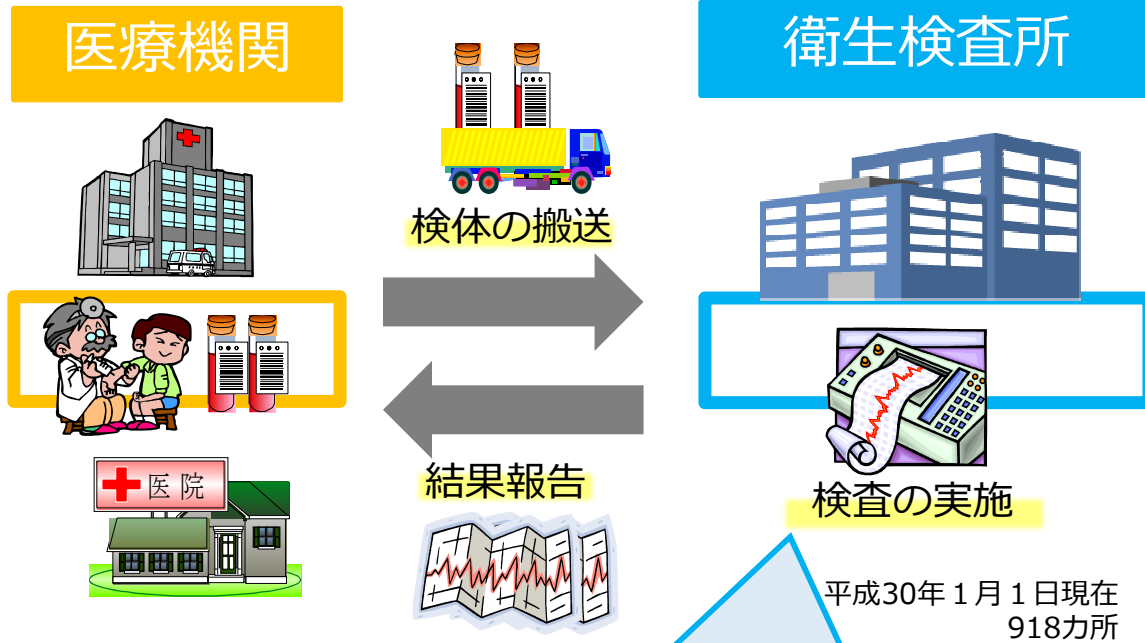 医療機関
衛生検査所
検体の搬送
医院
結果報告
検査の実施
平成30年１月１日現在
918カ所